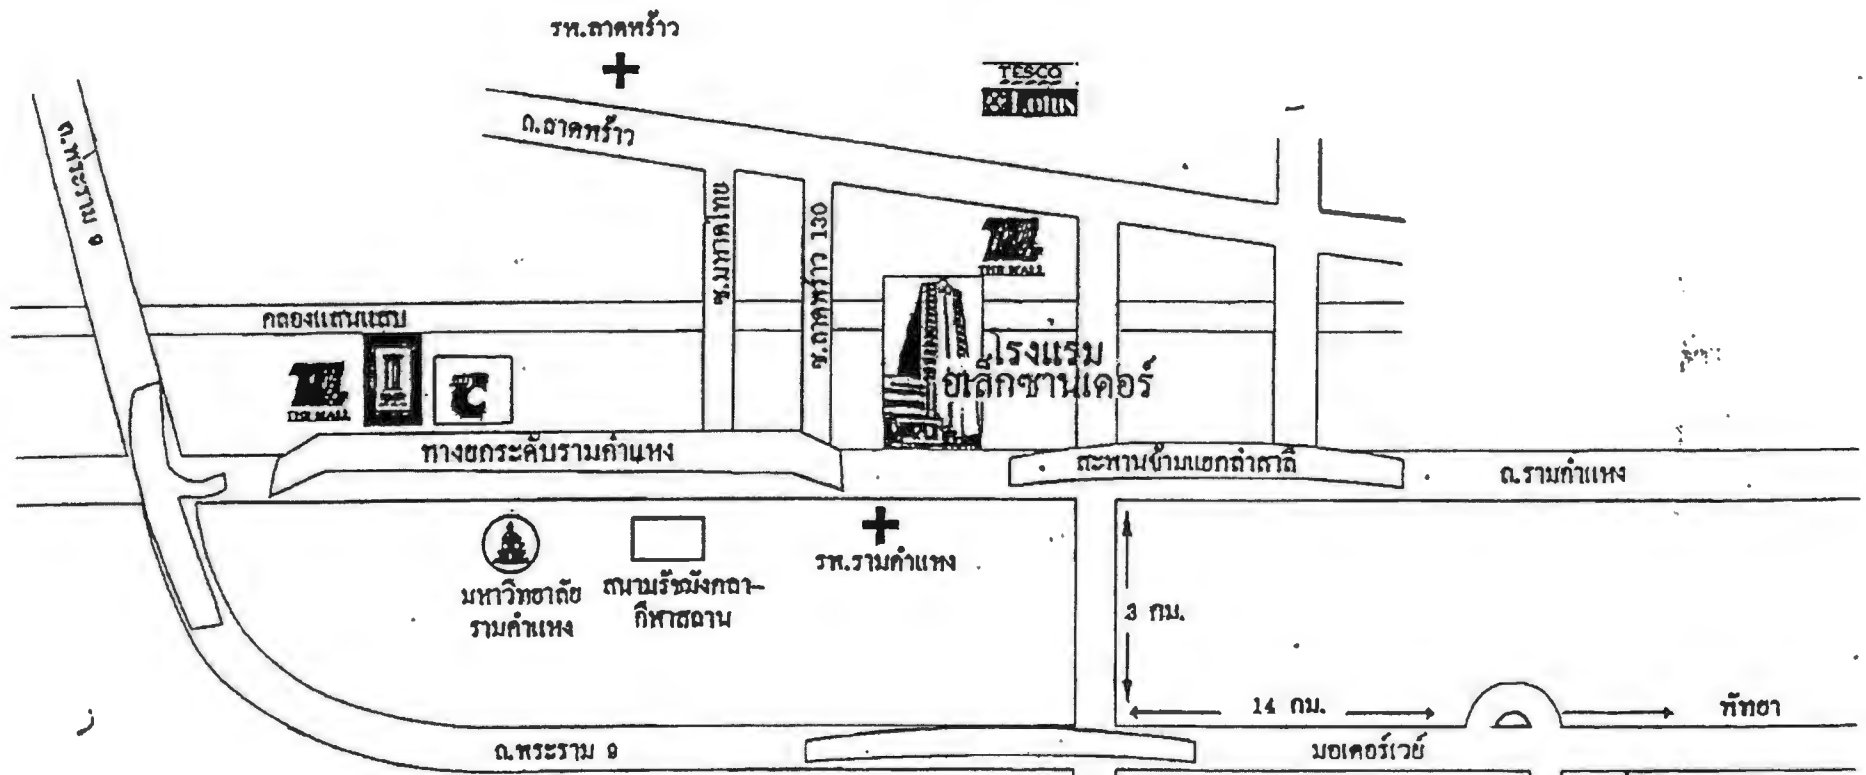 รพ.ลาดพร้าว
TESCO
Lotus
ถ.ลาดพร้าว
ถ.พระราม ๑
ซ.มหาดไทย
ซ.ลาดพร้าว 130
THE MALL
คลองแสนแสบ
โรงแรม
อเล็กซานเดอร์
THE MALL
ทางยกระดับรามคำแหง
สะพานข้ามแยกลำสาลี
ถ.รามคำแหง
รพ.รามคำแหง
มหาวิทยาลัย
รามคำแหง
สนามรัชมังคลา-
กีฬาสถาน
3 กม.
14 กม.
พัทยา
ถ.พระราม 9
มอเตอร์เวย์